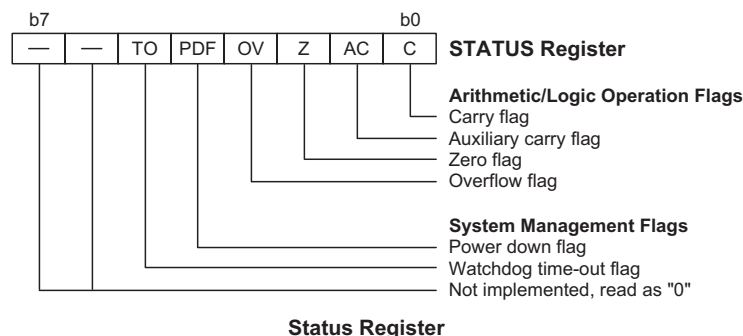 b7 b0
— — TO PDF OV Z AC C STATUS Register
Arithmetic/Logic Operation Flags
Carry flag
Auxiliary carry flag
Zero flag
Overflow flag
System Management Flags
Power down flag
Watchdog time-out flag
Not implemented, read as "0"
Status Register